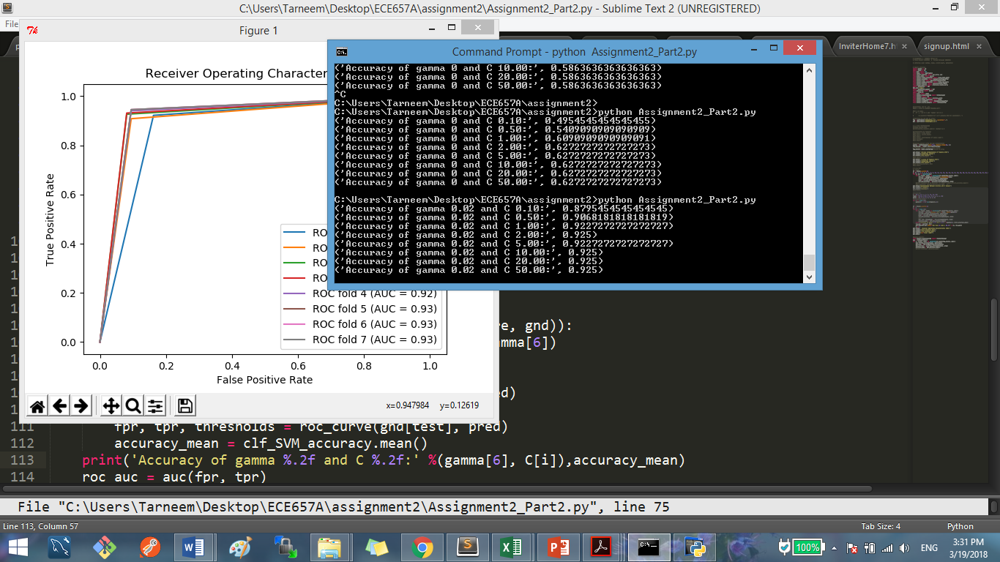 C:\Users\Tarneem\Desktop\ECE657A\assignment2\Assignment2_Part2.py - Sublime Text 2 (UNREGISTERED)
File
InviterHome7.h
signup.html
Figure 1
Receiver Operating Character
1.0
0.8
0.6
0.4
0.2
0.0
True Positive Rate
ROC
ROC
ROC
ROC
ROC fold 4 (AUC = 0.92)
ROC fold 5 (AUC = 0.93)
ROC fold 6 (AUC = 0.93)
ROC fold 7 (AUC = 0.93)
0.0 0.2 0.4 0.6 0.8 1.0
False Positive Rate
x=0.947984 y=0.12619
Command Prompt - python Assignment2_Part2.py
('Accuracy of gamma 0 and C 10.00:', 0.5863636363636363)
('Accuracy of gamma 0 and C 20.00:', 0.5863636363636363)
('Accuracy of gamma 0 and C 50.00:', 0.5863636363636363)
^C
C:\Users\Tarneem\Desktop\ECE657A\assignment2>
C:\Users\Tarneem\Desktop\ECE657A\assignment2>python Assignment2_Part2.py
('Accuracy of gamma 0 and C 0.10:', 0.4954545454545455)
('Accuracy of gamma 0 and C 0.50:', 0.5409090909090909)
('Accuracy of gamma 0 and C 1.00:', 0.6090909090909091)
('Accuracy of gamma 0 and C 2.00:', 0.6272727272727273)
('Accuracy of gamma 0 and C 5.00:', 0.6272727272727273)
('Accuracy of gamma 0 and C 10.00:', 0.6272727272727273)
('Accuracy of gamma 0 and C 20.00:', 0.6272727272727273)
('Accuracy of gamma 0 and C 50.00:', 0.6272727272727273)
C:\Users\Tarneem\Desktop\ECE657A\assignment2>python Assignment2_Part2.py
('Accuracy of gamma 0.02 and C 0.10:', 0.8795454545454545)
('Accuracy of gamma 0.02 and C 0.50:', 0.9068181818181819)
('Accuracy of gamma 0.02 and C 1.00:', 0.9227272727272727)
('Accuracy of gamma 0.02 and C 2.00:', 0.925)
('Accuracy of gamma 0.02 and C 5.00:', 0.9227272727272727)
('Accuracy of gamma 0.02 and C 10.00:', 0.925)
('Accuracy of gamma 0.02 and C 20.00:', 0.925)
('Accuracy of gamma 0.02 and C 50.00:', 0.925)
re, gnd)):
mma[6])
ed)
111 fpr, tpr, thresholds = roc_curve(gnd[test], pred)
112 accuracy_mean = clf_SVM_accuracy.mean()
113 print('Accuracy of gamma %.2f and C %.2f:' %(gamma[6], C[i]),accuracy_mean)
114 roc_auc = auc(fpr, tpr)
File "C:\Users\Tarneem\Desktop\ECE657A\assignment2\Assignment2_Part2.py", line 75
Line 113, Column 57
Tab Size: 4
Python
100%
ENG
3:31 PM
3/19/2018